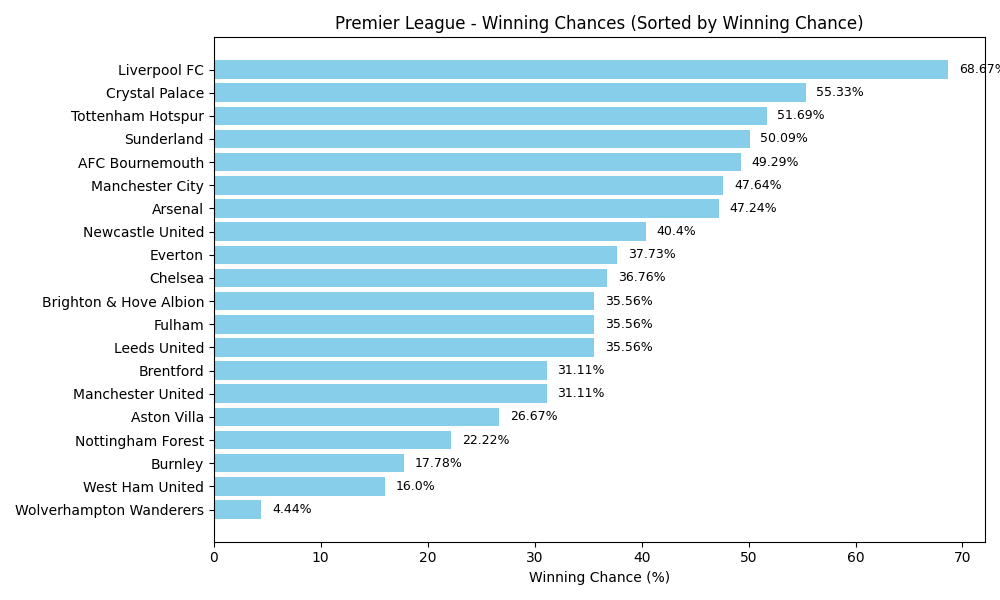 Premier League - Winning Chances (Sorted by Winning Chance)
Liverpool FC 68.67%
Crystal Palace 55.33%
Tottenham Hotspur 51.69%
Sunderland 50.09%
AFC Bournemouth 49.29%
Manchester City 47.64%
Arsenal 47.24%
Newcastle United 40.4%
Everton 37.73%
Chelsea 36.76%
Brighton & Hove Albion 35.56%
Fulham 35.56%
Leeds United 35.56%
Brentford 31.11%
Manchester United 31.11%
Aston Villa 26.67%
Nottingham Forest 22.22%
Burnley 17.78%
West Ham United 16.0%
Wolverhampton Wanderers 4.44%
0 10 20 30 40 50 60 70
Winning Chance (%)